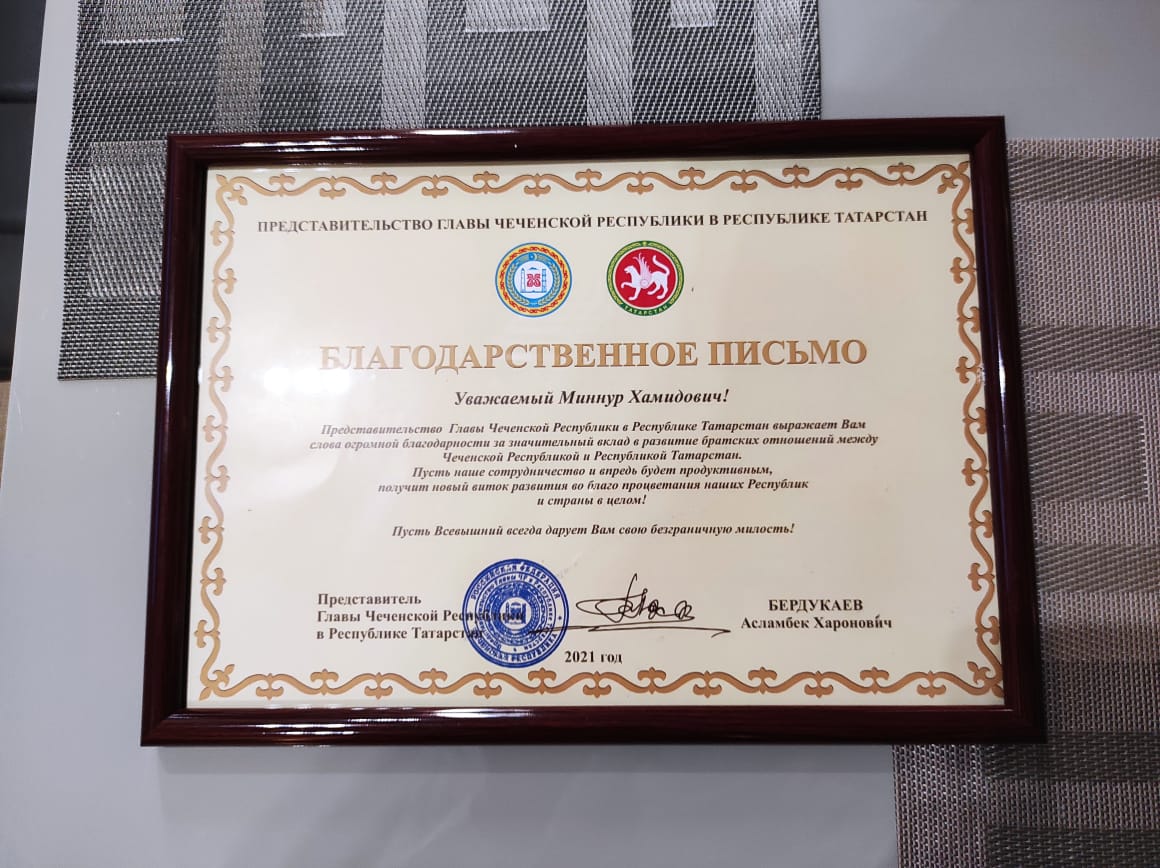 ПРЕДСТАВИТЕЛЬСТВО ГЛАВЫ ЧЕЧЕНСКОЙ РЕСПУБЛИКИ В РЕСПУБЛИКЕ ТАТАРСТАН
ТАТАРСТАН
БЛАГОДАРСТВЕННОЕ ПИСЬМО
Уважаемый Миннур Хамидович!
Представительство Главы Чеченской Республики в Республике Татарстан выражает Вам
слова огромной благодарности за значительный вклад в развитие братских отношений между
Чеченской Республикой и Республикой Татарстан.
Пусть наше сотрудничество и впредь будет продуктивным,
получит новый виток развития во благо процветания наших Республик
и страны в целом!
Пусть Всевышний всегда дарует Вам свою безграничную милость!
Представитель
Главы Чеченской Республики
в Республике Татарстан
РОССИЙСКАЯ ФЕДЕРАЦИЯ
БЕРДУКАЕВ
Асламбек Харонович
2021 год